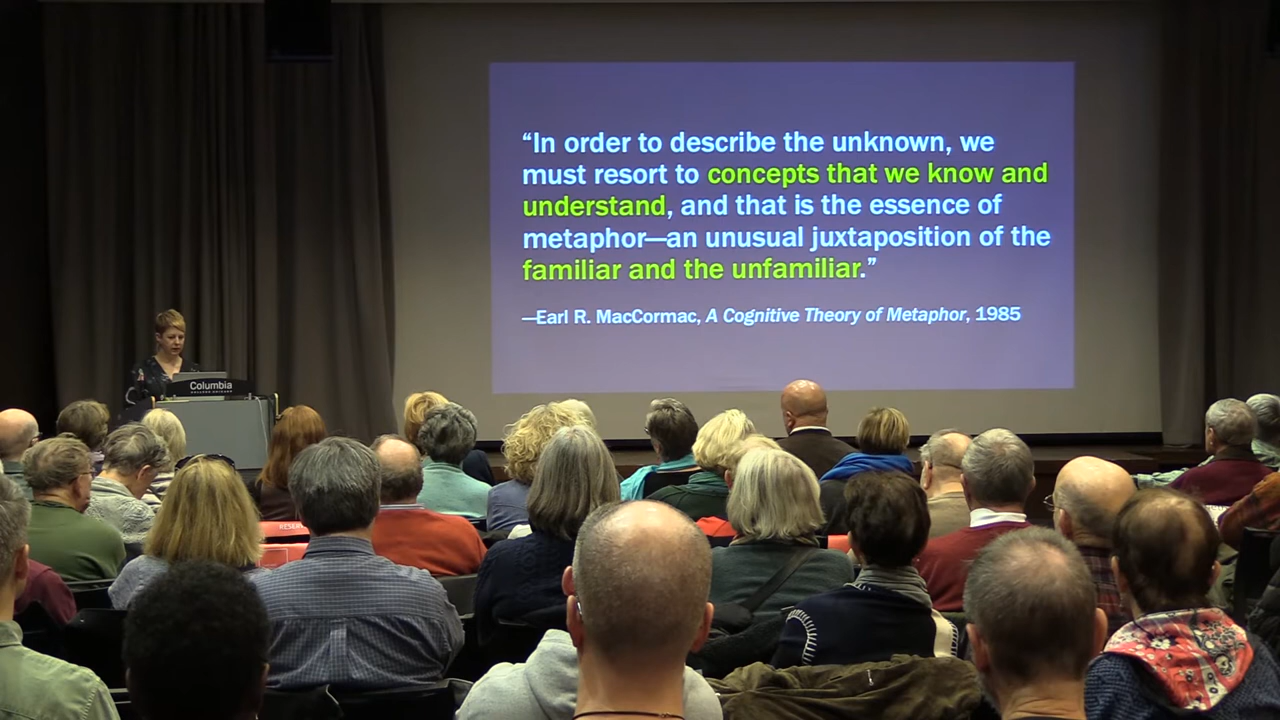 “In order to describe the unknown, we
must resort to concepts that we know and
understand, and that is the essence of
metaphor—an unusual juxtaposition of the
familiar and the unfamiliar.”
—Earl R. MacCormac, A Cognitive Theory of Metaphor, 1985
Columbia